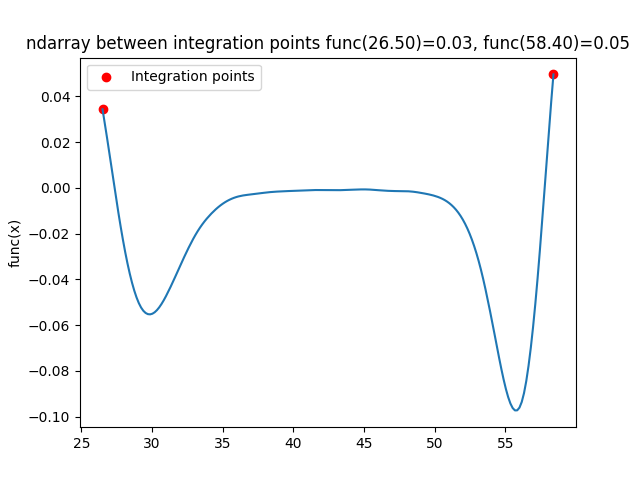 ndarray between integration points func(26.50)=0.03, func(58.40)=0.05
Integration points
func(x)
0.04
0.02
0.00
−0.02
−0.04
−0.06
−0.08
−0.10
25 30 35 40 45 50 55